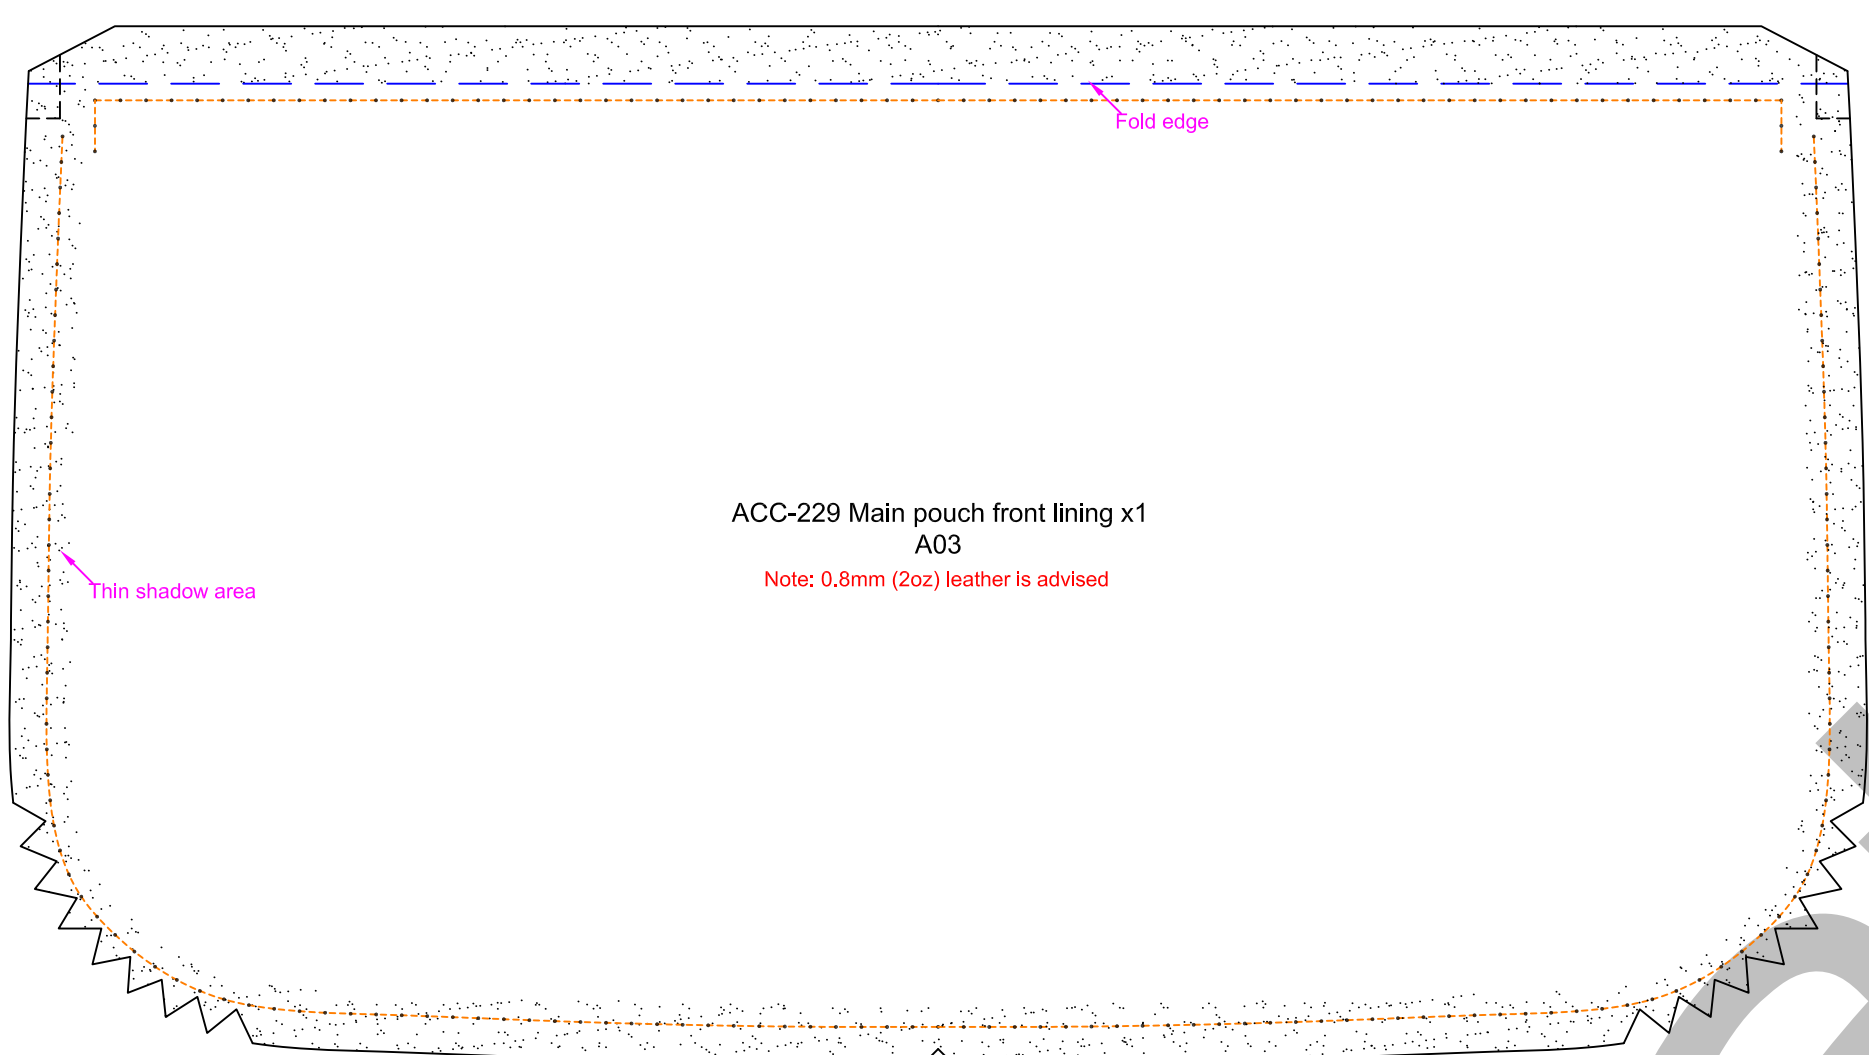 Fold edge
ACC-229 Main pouch front lining x1
A03
Note: 0.8mm (2oz) leather is advised
Thin shadow area